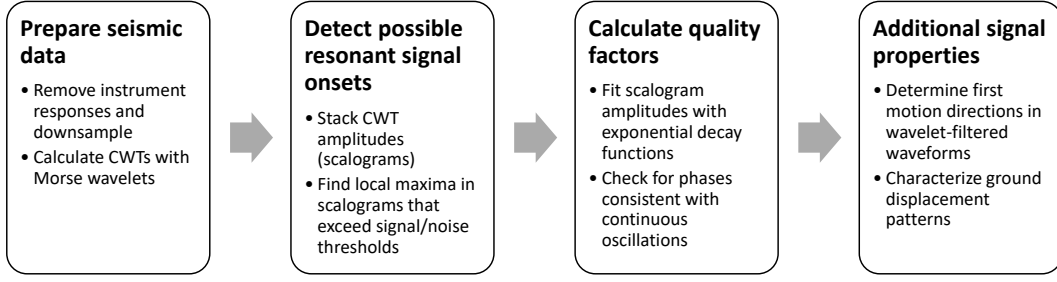 Prepare seismic
data
• Remove instrument
responses and
downsample
• Calculate CWTs with
Morse wavelets
Detect possible
resonant signal
onsets
• Stack CWT
amplitudes
(scalograms)
• Find local maxima in
scalograms that
exceed signal/noise
thresholds
Calculate quality
factors
• Fit scalogram
amplitudes with
exponential decay
functions
• Check for phases
consistent with
continuous
oscillations
Additional signal
properties
• Determine first
motion directions in
wavelet-filtered
waveforms
• Characterize ground
displacement
patterns